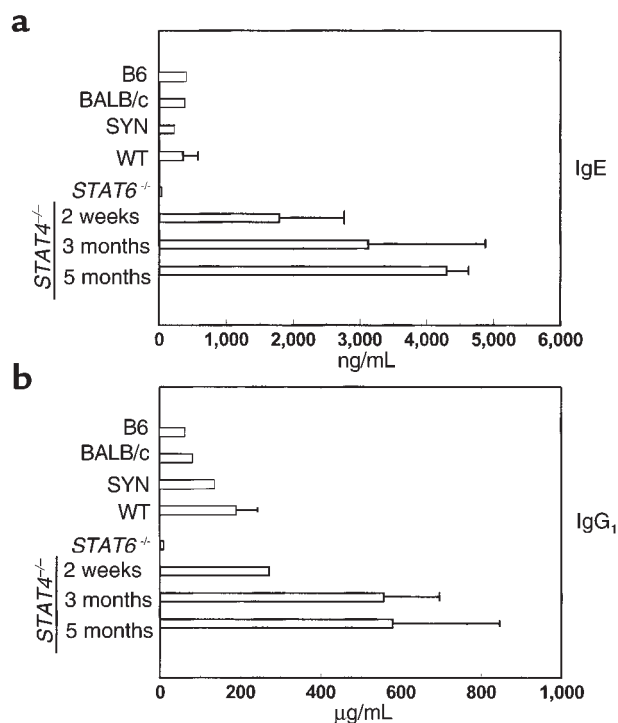 a
B6
BALB/c
SYN
WT
STAT6-/-
STAT4-/-
2 weeks
3 months
5 months
IgE
0 1,000 2,000 3,000 4,000 5,000 6,000
ng/mL
b
B6
BALB/c
SYN
WT
STAT6-/-
STAT4-/-
2 weeks
3 months
5 months
IgG1
0 200 400 600 800 1,000
µg/mL